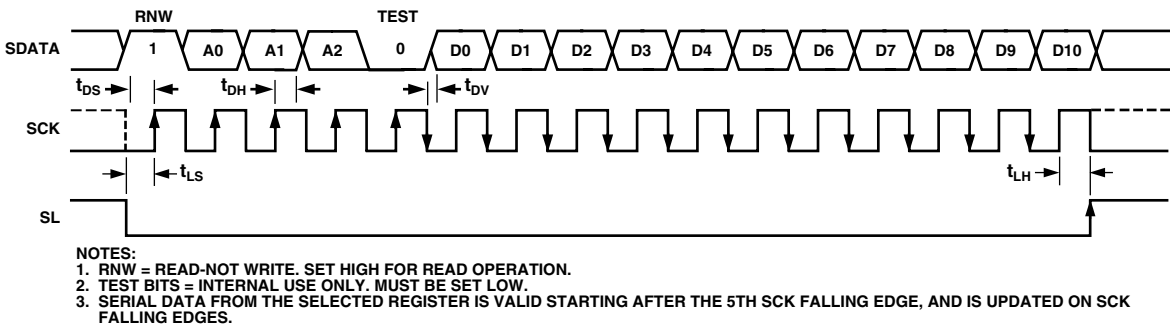 RNW TEST
SDATA 1 A0 A1 A2 0 D0 D1 D2 D3 D4 D5 D6 D7 D8 D9 D10
tDS tDH tDV
SCK
tLS tLH
SL
NOTES:
1. RNW = READ-NOT WRITE. SET HIGH FOR READ OPERATION.
2. TEST BITS = INTERNAL USE ONLY. MUST BE SET LOW.
3. SERIAL DATA FROM THE SELECTED REGISTER IS VALID STARTING AFTER THE 5TH SCK FALLING EDGE, AND IS UPDATED ON SCK
FALLING EDGES.